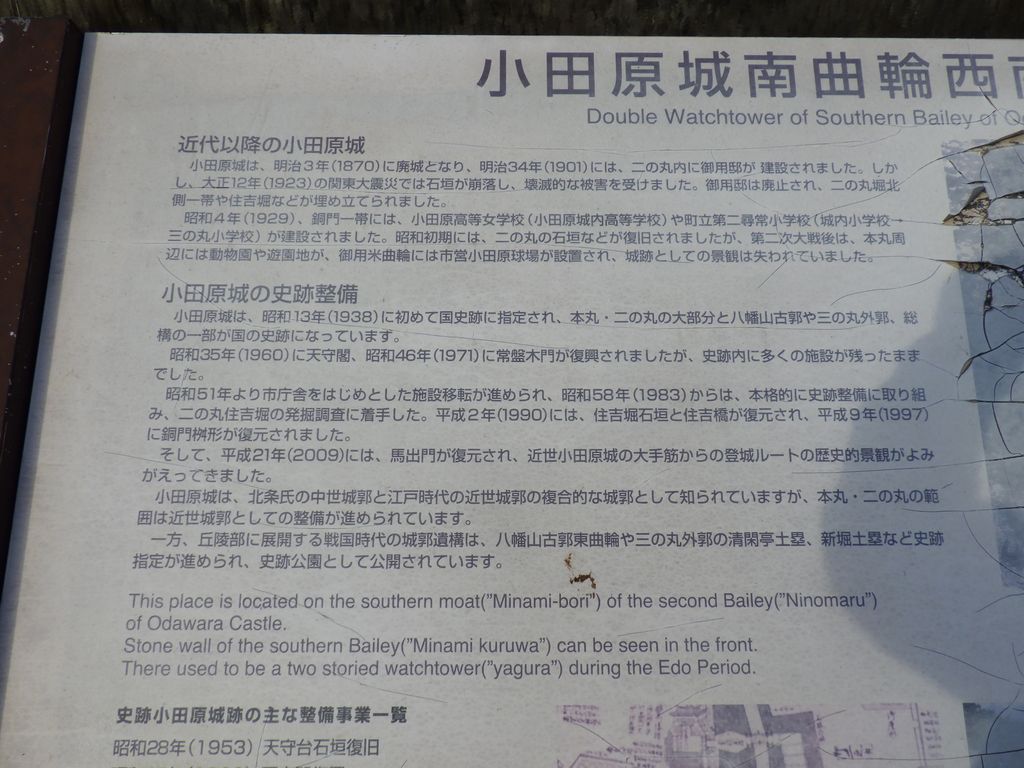 小田原城南曲輪西
Double Watchtower of Southern Bailey of
近代以降の小田原城
小田原城は、明治3年(1870)に廃城となり、明治34年(1901)には、二の丸内に御用邸が 建設されました。しか
し、大正12年(1923)の関東大震災では石垣が崩落し、壊滅的な被害を受けました。御用邸は廃止され、二の丸堀北
側一帯や住吉堀などが埋め立てられました。
昭和4年(1929)、銅門一帯には、小田原高等女学校(小田原城内高等学校)や町立第二尋常小学校(城内小学校→
三の丸小学校)が建設されました。昭和初期には、二の丸の石垣などが復旧されましたが、第二次大戦後は、本丸周
辺には動物園や遊園地が、御用米曲輪には市営小田原球場が設置され、城跡としての景観は失われていました。
小田原城の史跡整備
小田原城は、昭和13年(1938)に初めて国史跡に指定され、本丸・二の丸の大部分と八幡山古郭や三の丸外郭、総
構の一部が国の史跡になっています。
昭和35年(1960)に天守閣、昭和46年(1971)に常盤木門が復興されましたが、史跡内に多くの施設が残ったまま
でした。
昭和51年より市庁舎をはじめとした施設移転が進められ、昭和58年(1983)からは、本格的に史跡整備に取り組
み、二の丸住吉堀の発掘調査に着手した。平成2年(1990)には、住吉堀石垣と住吉橋が復元され、平成9年(1997)
に銅門桝形が復元されました。
そして、平成21年(2009)には、馬出門が復元され、近世小田原城の大手筋からの登城ルートの歴史的景観がよみ
がえってきました。
小田原城は、北条氏の中世城郭と江戸時代の近世城郭の複合的な城郭として知られていますが、本丸・二の丸の範
囲は近世城郭としての整備が進められています。
一方、丘陵部に展開する戦国時代の城郭遺構は、八幡山古郭東曲輪や三の丸外郭の清閑亭土塁、新堀土塁など史跡
指定が進められ、史跡公園として公開されています。
This place is located on the southern moat("Minami-bori") of the second Bailey("Ninomaru")
of Odawara Castle.
Stone wall of the southern Bailey("Minami kuruwa") can be seen in the front.
There used to be a two storied watchtower("yagura") during the Edo Period.
史跡小田原城跡の主な整備事業一覧
昭和28年(1953) 天守台石垣復旧